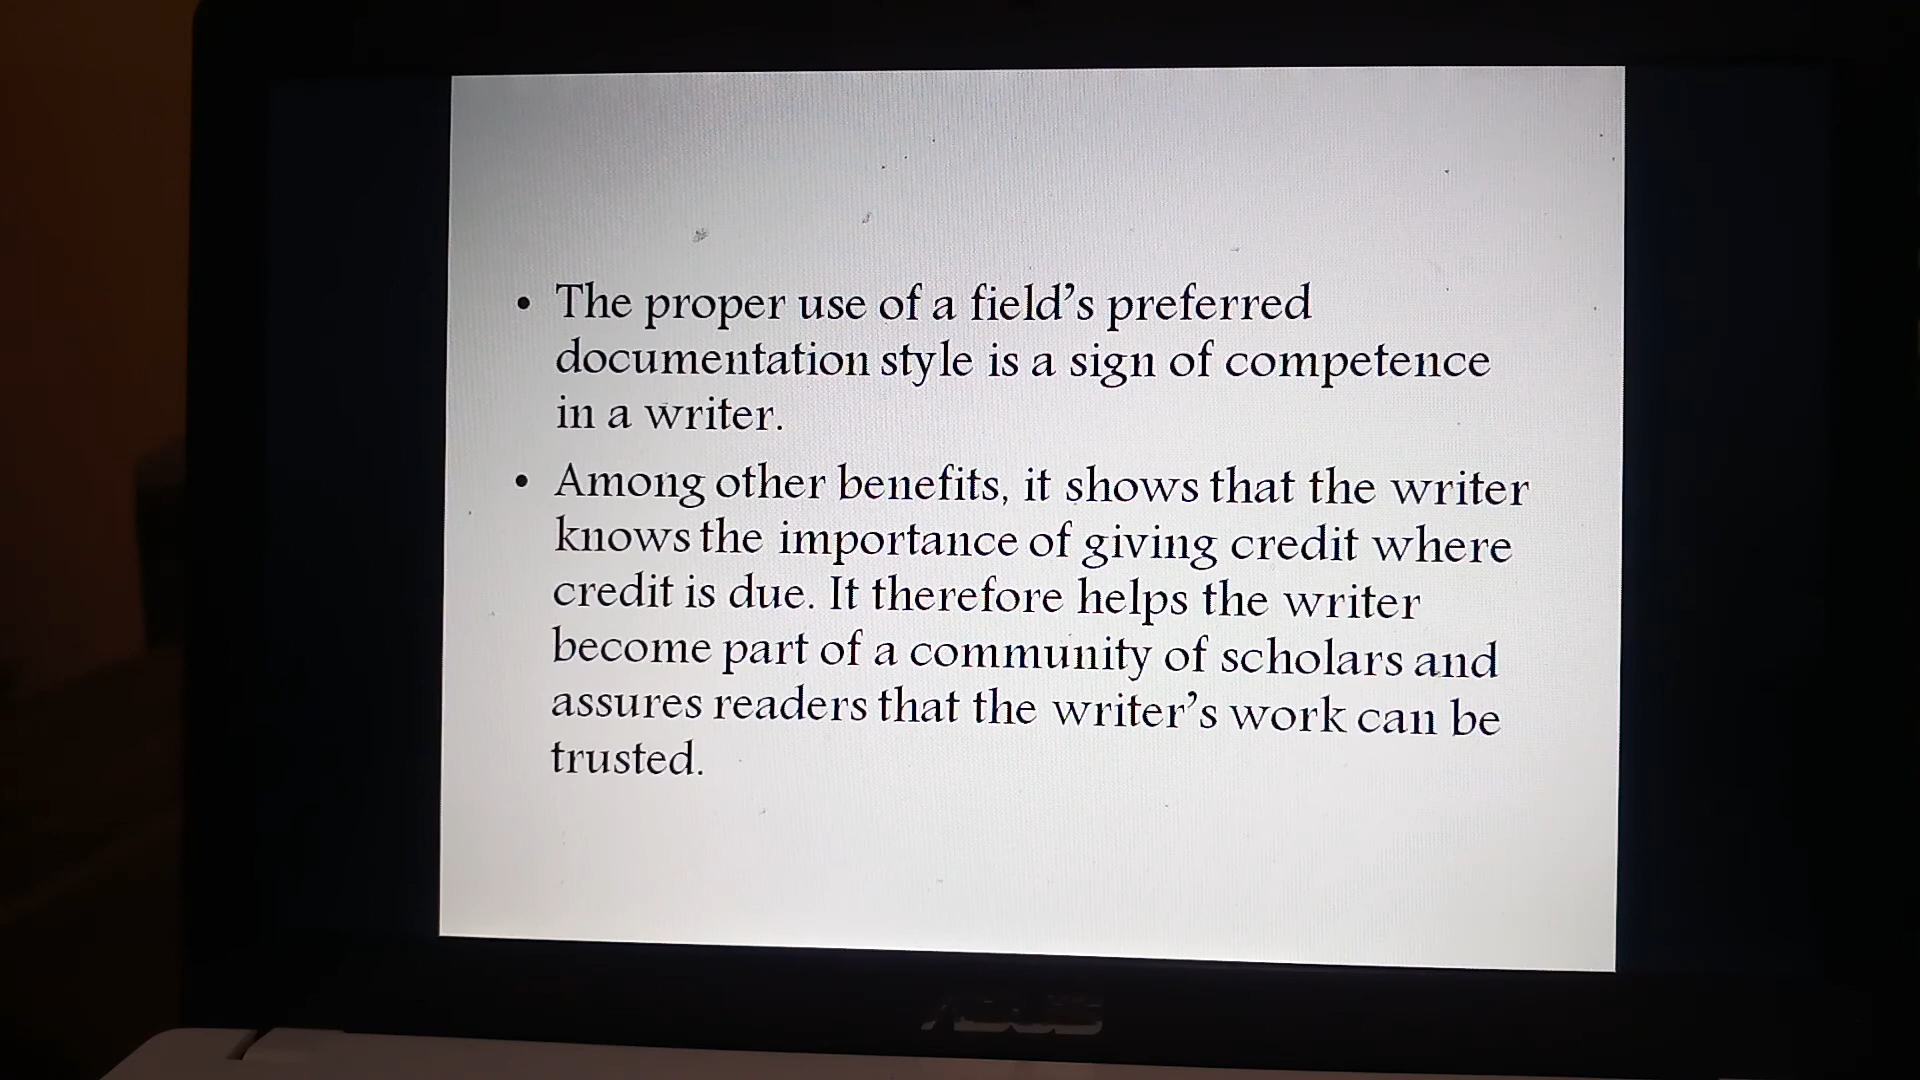 • The proper use of a field’s preferred
documentation style is a sign of competence
in a writer.
• Among other benefits, it shows that the writer
knows the importance of giving credit where
credit is due. It therefore helps the writer
become part of a community of scholars and
assures readers that the writer’s work can be
trusted.
ASUS